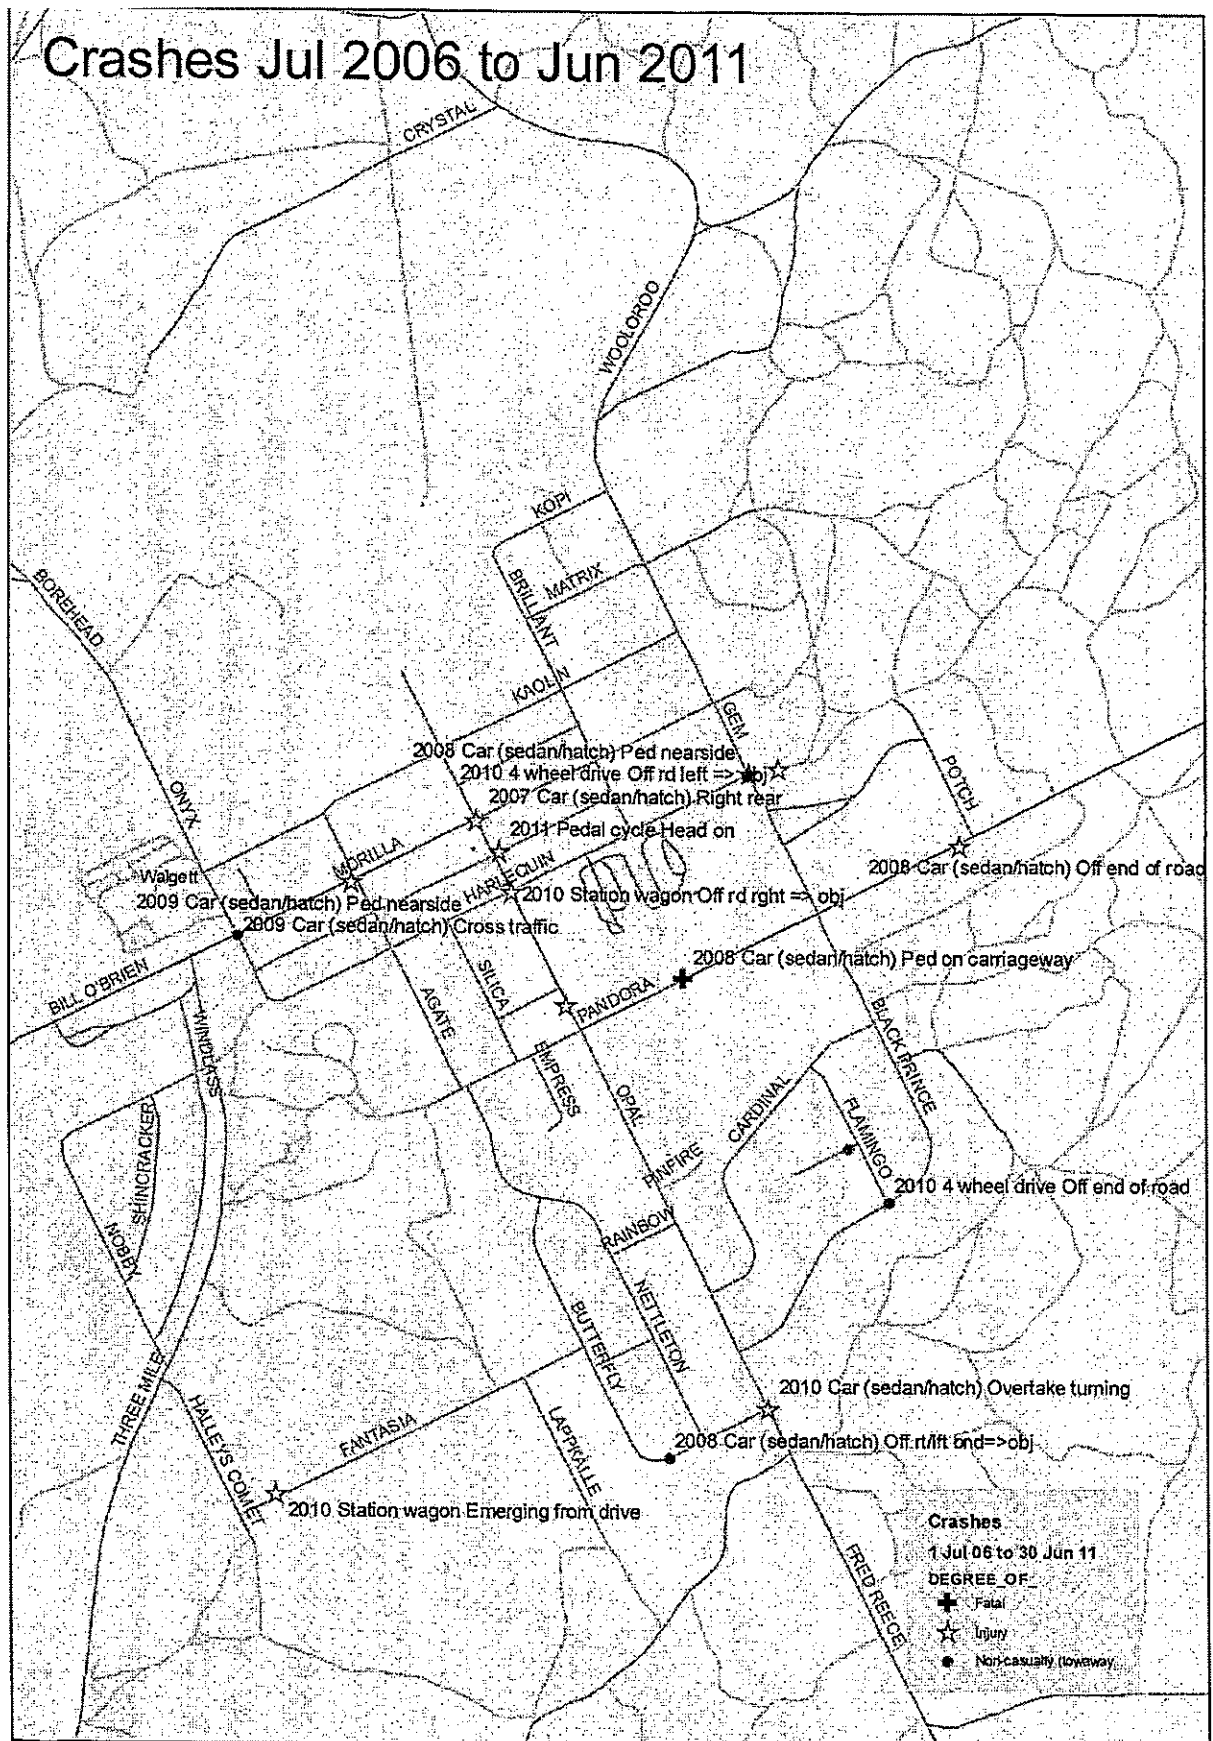 Crashes Jul 2006 to Jun 2011
CRYSTAL
WOOLOROO
KOPI
MATRIX
BRILLIANT
BOREHEAD
KAOLIN
GEM
2008 Car (sedan/hatch) Ped nearside
2010 4 wheel drive Off rd left => obj
2007 Car (sedan/hatch) Right rear
POTCH
ONYX
2011 Pedal cycle Head on
MORILLA
HARLEQUIN
2008 Car (sedan/hatch) Off end of road
Walgett
2010 Station wagon Off rd rght => obj
2009 Car (sedan/hatch) Ped nearside
2009 Car (sedan/hatch) Cross traffic
BILL O'BRIEN
2008 Car (sedan/hatch) Ped on carriageway
SILICA
AGATE
PANDORA
WINDLASS
BLACK PRINCE
EMPRESS
OPAL
CARDINAL
FLAMINGO
SHINCRACKER
PINFIRE
2010 4 wheel drive Off end of road
NOBBY
RAINBOW
NETTLETON
BUTTERFLY
THREE MILE
HALLEYS COMET
FANTASIA
LAPPKALLE
2010 Car (sedan/hatch) Overtake turning
2008 Car (sedan/hatch) Off rt/lft bnd=>obj
2010 Station wagon Emerging from drive
FRED REECE
Crashes
1 Jul 06 to 30 Jun 11
DEGREE_OF_
Fatal
Injury
Non-casualty (towaway